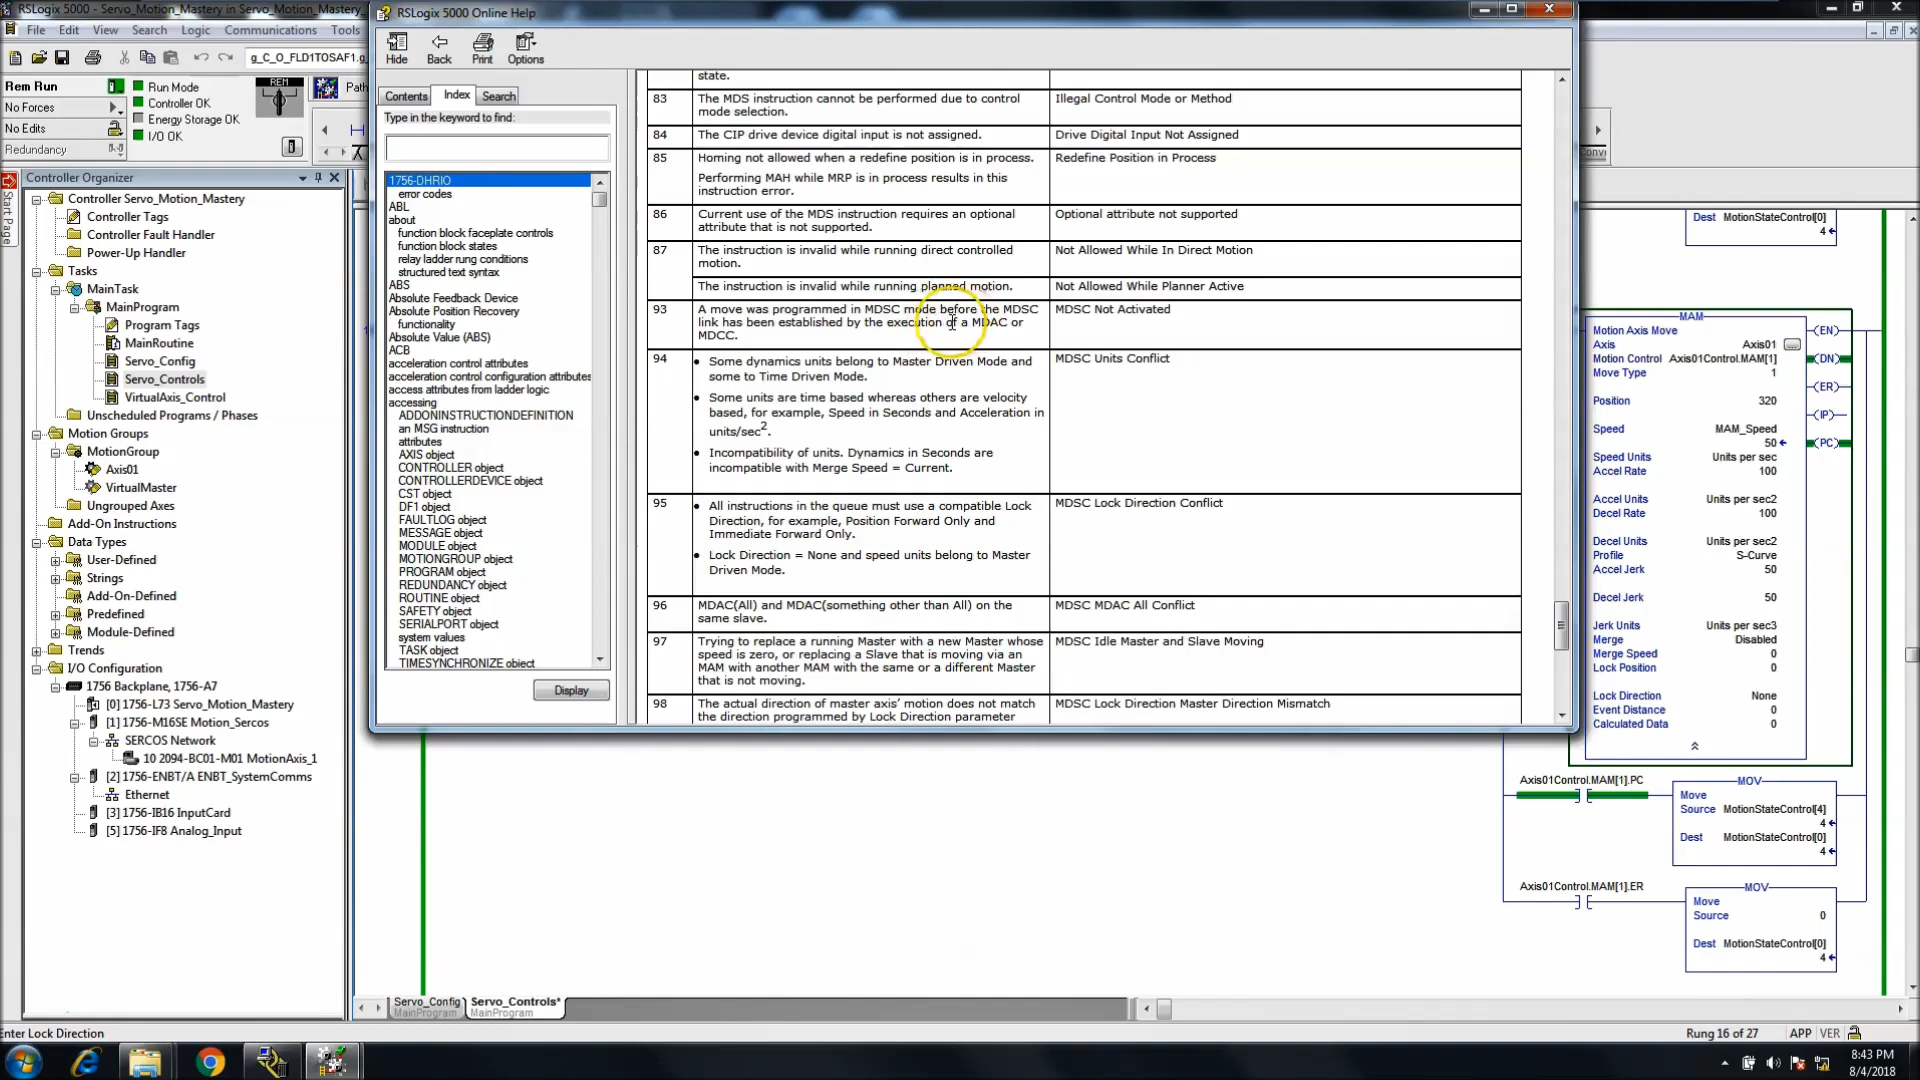 RSLogix 5000 - Servo_Motion_Mastery in Servo_Motion_Mastery_
File Edit View Search Logic Communications Tools
g_C_O_FLD1TOSAF1.g_
Rem Run
No Forces
No Edits
Redundancy
Run Mode
Controller OK
Energy Storage OK
I/O OK
REM
Path
Start Page
Controller Organizer
Controller Servo_Motion_Mastery
Controller Tags
Controller Fault Handler
Power-Up Handler
Tasks
MainTask
MainProgram
Program Tags
MainRoutine
Servo_Config
Servo_Controls
VirtualAxis_Control
Unscheduled Programs / Phases
Motion Groups
MotionGroup
Axis01
VirtualMaster
Ungrouped Axes
Add-On Instructions
Data Types
User-Defined
Strings
Add-On-Defined
Predefined
Module-Defined
Trends
I/O Configuration
1756 Backplane, 1756-A7
[0] 1756-L73 Servo_Motion_Mastery
[1] 1756-M16SE Motion_Sercos
SERCOS Network
10 2094-BC01-M01 MotionAxis_1
[2] 1756-ENBT/A ENBT_SystemComms
Ethernet
[3] 1756-IB16 InputCard
[5] 1756-IF8 Analog_Input
RSLogix 5000 Online Help
Hide Back Print Options
Contents Index Search
Type in the keyword to find:
1756-DHRIO
error codes
ABL
about
function block faceplate controls
function block states
relay ladder rung conditions
structured text syntax
ABS
Absolute Feedback Device
Absolute Position Recovery
functionality
Absolute Value (ABS)
ACB
acceleration control attributes
acceleration control configuration attributes
access attributes from ladder logic
accessing
ADDONINSTRUCTIONDEFINITION
an MSG instruction
attributes
AXIS object
CONTROLLER object
CONTROLLERDEVICE object
CST object
DF1 object
FAULTLOG object
MESSAGE object
MODULE object
MOTIONGROUP object
PROGRAM object
REDUNDANCY object
ROUTINE object
SAFETY object
SERIALPORT object
system values
TASK object
TIMESYNCHRONIZE object
Display
state.
83 The MDS instruction cannot be performed due to control Illegal Control Mode or Method
mode selection.
84 The CIP drive device digital input is not assigned. Drive Digital Input Not Assigned
85 Homing not allowed when a redefine position is in process. Redefine Position in Process
Performing MAH while MRP is in process results in this
instruction error.
86 Current use of the MDS instruction requires an optional Optional attribute not supported
attribute that is not supported.
87 The instruction is invalid while running direct controlled Not Allowed While In Direct Motion
motion.
The instruction is invalid while running planned motion. Not Allowed While Planner Active
93 A move was programmed in MDSC mode before the MDSC MDSC Not Activated
link has been established by the execution of a MDAC or
MDCC.
94 • Some dynamics units belong to Master Driven Mode and MDSC Units Conflict
some to Time Driven Mode.
• Some units are time based whereas others are velocity
based, for example, Speed in Seconds and Acceleration in
units/sec2.
• Incompatibility of units. Dynamics in Seconds are
incompatible with Merge Speed = Current.
95 • All instructions in the queue must use a compatible Lock MDSC Lock Direction Conflict
Direction, for example, Position Forward Only and
Immediate Forward Only.
• Lock Direction = None and speed units belong to Master
Driven Mode.
96 MDAC(All) and MDAC(something other than All) on the MDSC MDAC All Conflict
same slave.
97 Trying to replace a running Master with a new Master whose MDSC Idle Master and Slave Moving
speed is zero, or replacing a Slave that is moving via an
MAM with another MAM with the same or a different Master
that is not moving.
98 The actual direction of master axis' motion does not match MDSC Lock Direction Master Direction Mismatch
the direction programmed by Lock Direction parameter
Dest MotionStateControl[0]
4
MAM
Motion Axis Move (EN)
Axis Axis01
Motion Control Axis01Control.MAM[1] (DN)
Move Type 1
(ER)
Position 320
(IP)
Speed MAM_Speed
50 (PC)
Speed Units Units per sec
Accel Rate 100
Accel Units Units per sec2
Decel Rate 100
Decel Units Units per sec2
Profile S-Curve
Accel Jerk 50
Decel Jerk 50
Jerk Units Units per sec3
Merge Disabled
Merge Speed 0
Lock Position 0
Lock Direction None
Event Distance 0
Calculated Data 0
Axis01Control.MAM[1].PC
MOV
Move
Source MotionStateControl[4]
4
Dest MotionStateControl[0]
4
Axis01Control.MAM[1].ER
MOV
Move
Source 0
Dest MotionStateControl[0]
4
Servo_Config Servo_Controls*
MainProgram MainProgram
Enter Lock Direction
Rung 16 of 27 APP VER
8:43 PM
8/4/2018